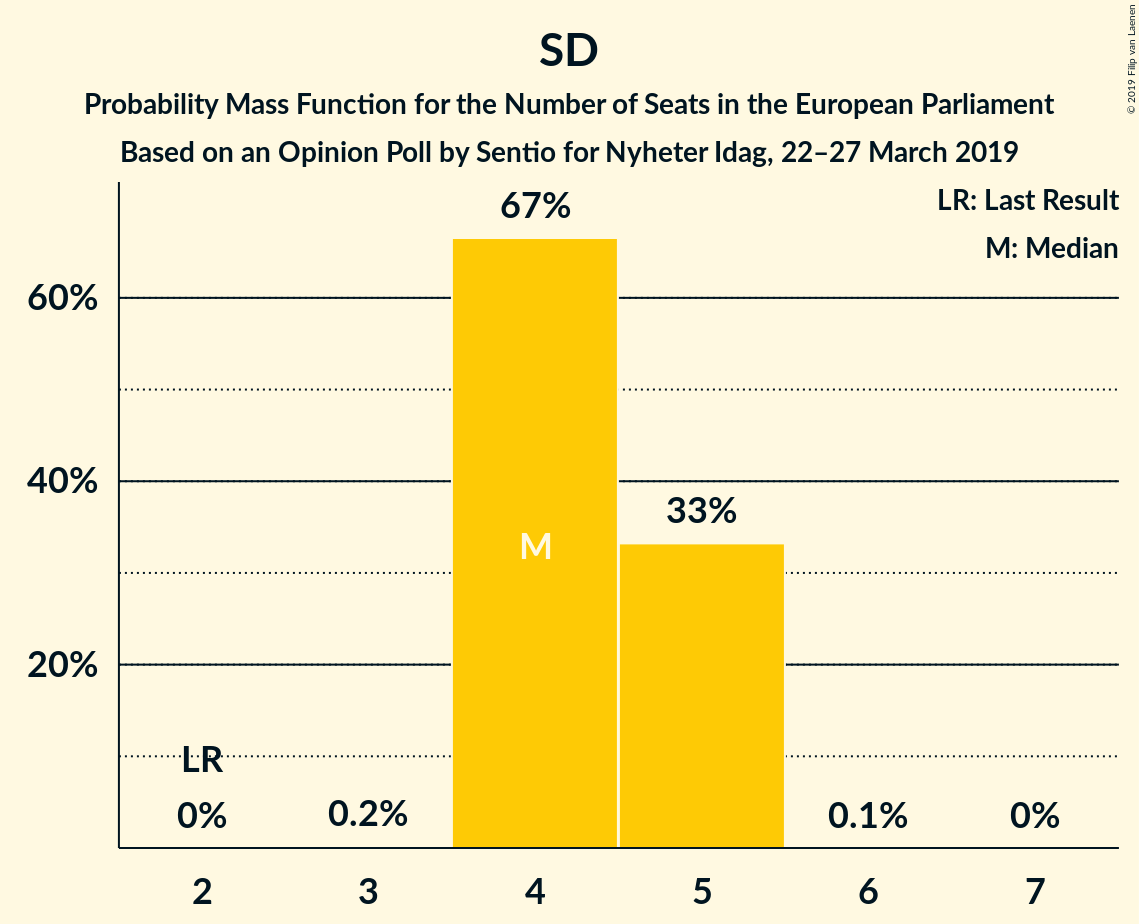 SD
Probability Mass Function for the Number of Seats in the European Parliament
Based on an Opinion Poll by Sentio for Nyheter Idag, 22–27 March 2019
© 2019 Filip van Laenen
LR: Last Result
M: Median
67%
60%
40%
33%
M
20%
LR
0%
0.2%
0.1%
0%
2 3 4 5 6 7